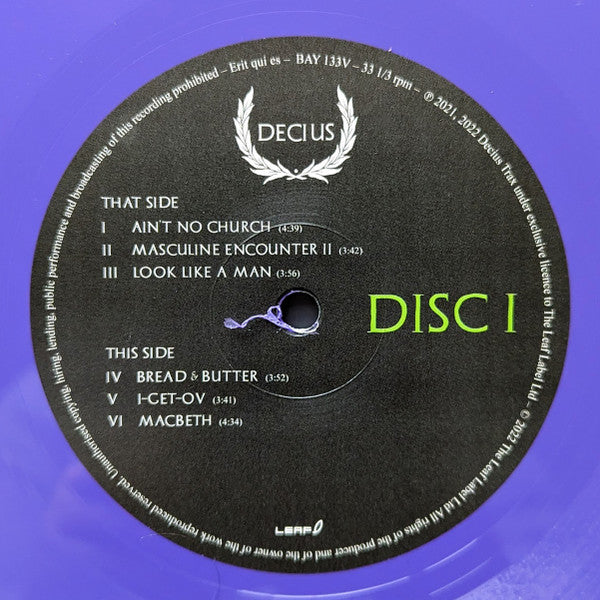 Unauthorised copying, hiring, lending, public performance and broadcasting of this recording prohibited – Erit qui es – BAY 133V – 33 1/3 rpm – ℗ 2021, 2022 Decius Trax under exclusive licence to The Leaf Label Ltd – © 2022 The Leaf Label Ltd All rights of the producer and of the owner of the work reproduced reserved.
DECIUS
THAT SIDE
I AIN'T NO CHURCH (4:39)
II MASCULINE ENCOUNTER II (3:42)
III LOOK LIKE A MAN (3:56)
DISC I
THIS SIDE
IV BREAD & BUTTER (3:52)
V I-GET-OV (3:41)
VI MACBETH (4:34)
LEAF